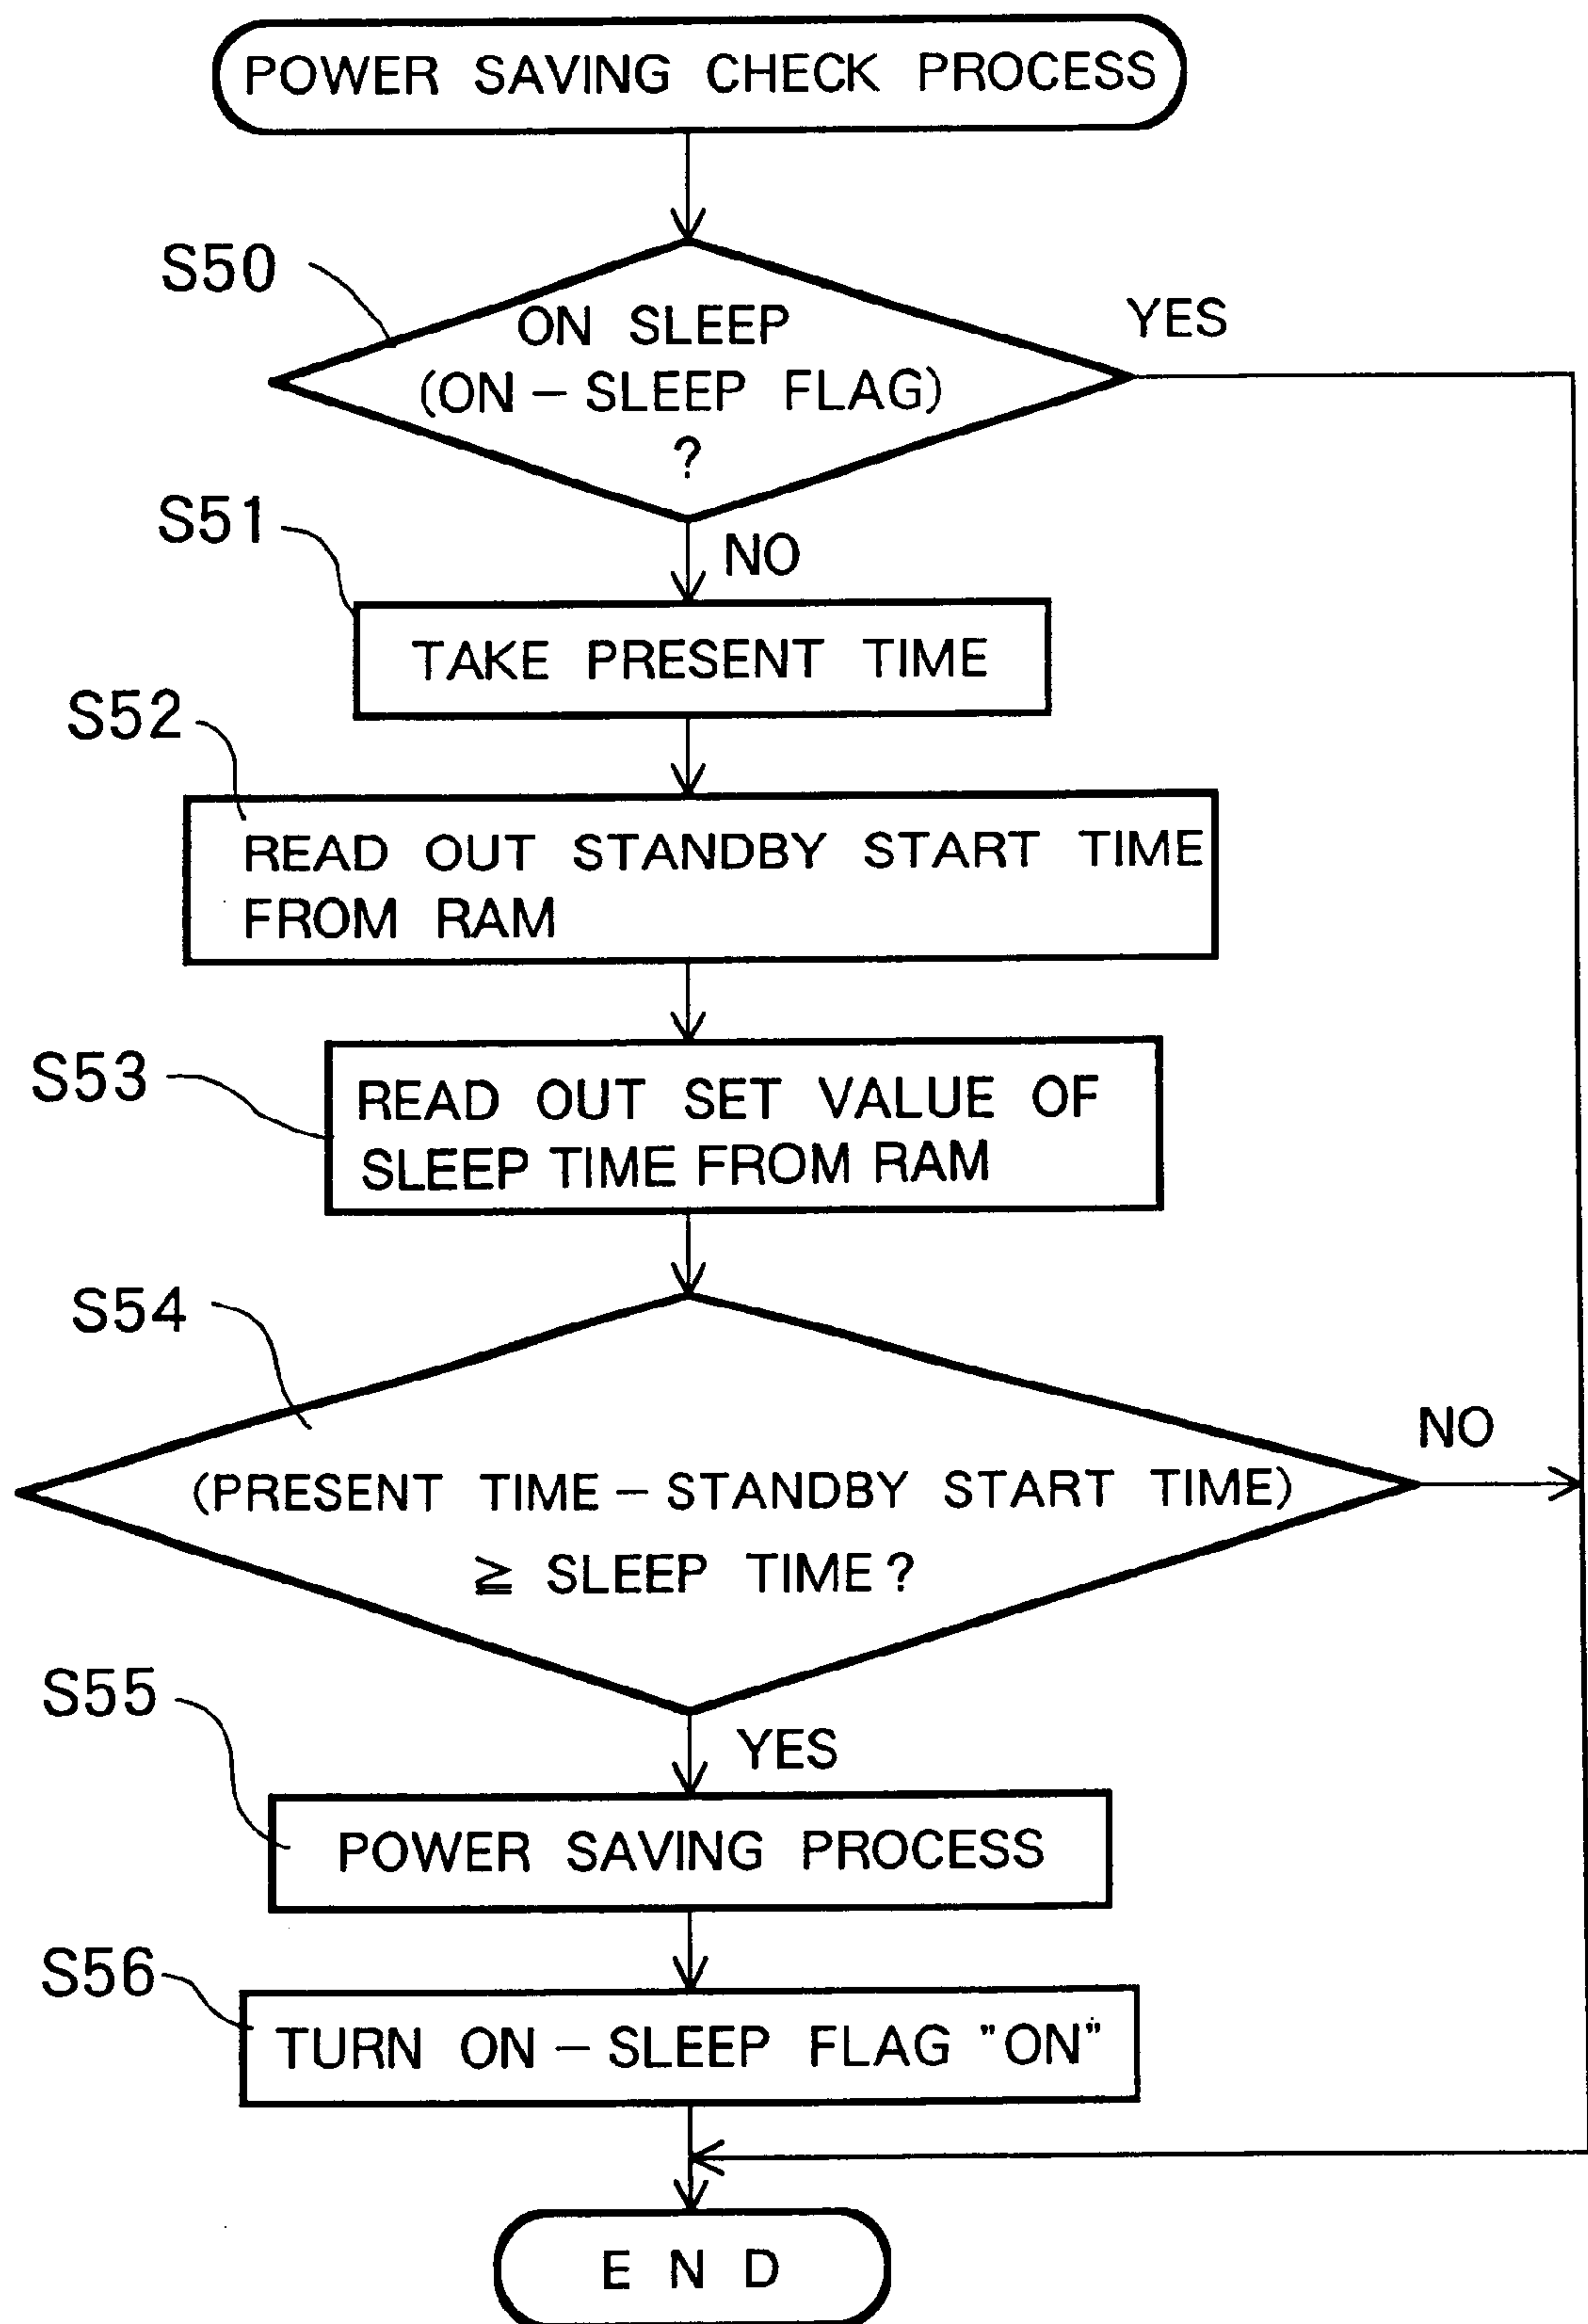 POWER SAVING CHECK PROCESS
S50
ON SLEEP
(ON – SLEEP FLAG)
?
YES
NO
S51
TAKE PRESENT TIME
S52
READ OUT STANDBY START TIME
FROM RAM
S53
READ OUT SET VALUE OF
SLEEP TIME FROM RAM
S54
(PRESENT TIME – STANDBY START TIME)
≧ SLEEP TIME ?
NO
YES
S55
POWER SAVING PROCESS
S56
TURN ON – SLEEP FLAG "ON"
E N D